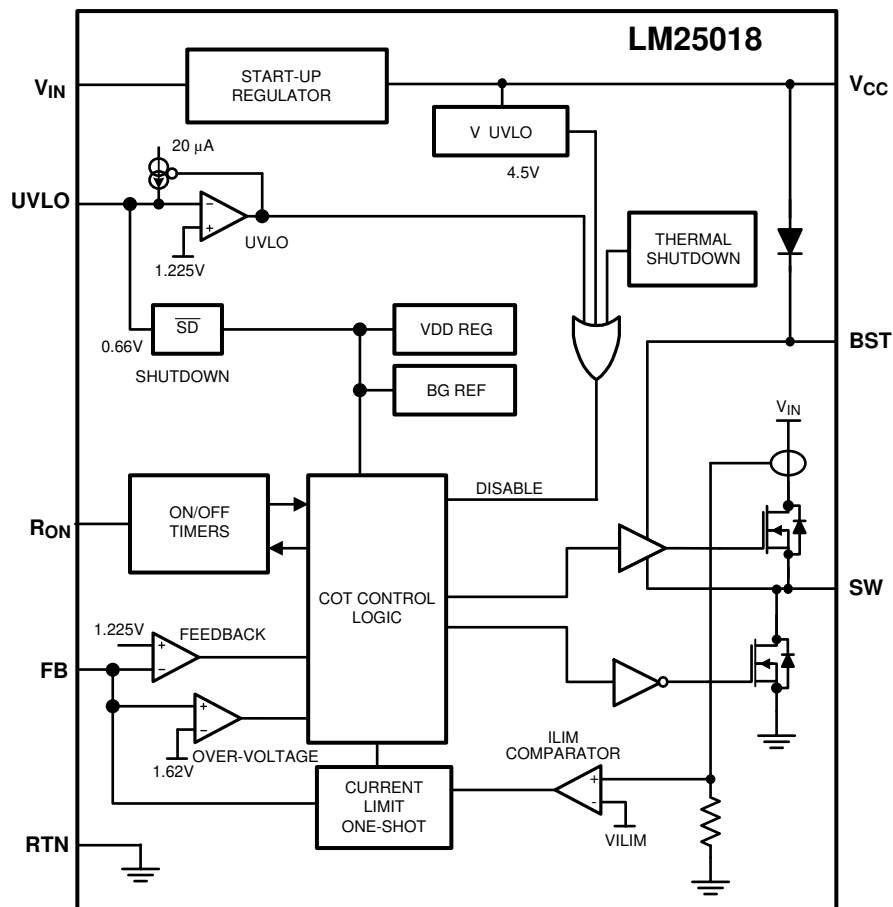 LM25018
VIN
START-UP
REGULATOR
VCC
V UVLO
4.5V
20 μA
UVLO
−
+
UVLO
1.225V
THERMAL
SHUTDOWN
SD
0.66V
SHUTDOWN
VDD REG
BG REF
BST
VIN
DISABLE
RON
ON/OFF
TIMERS
COT CONTROL
LOGIC
SW
1.225V
FEEDBACK
+
−
FB
+
−
OVER-VOLTAGE
1.62V
ILIM
COMPARATOR
+
-
VILIM
CURRENT
LIMIT
ONE-SHOT
RTN